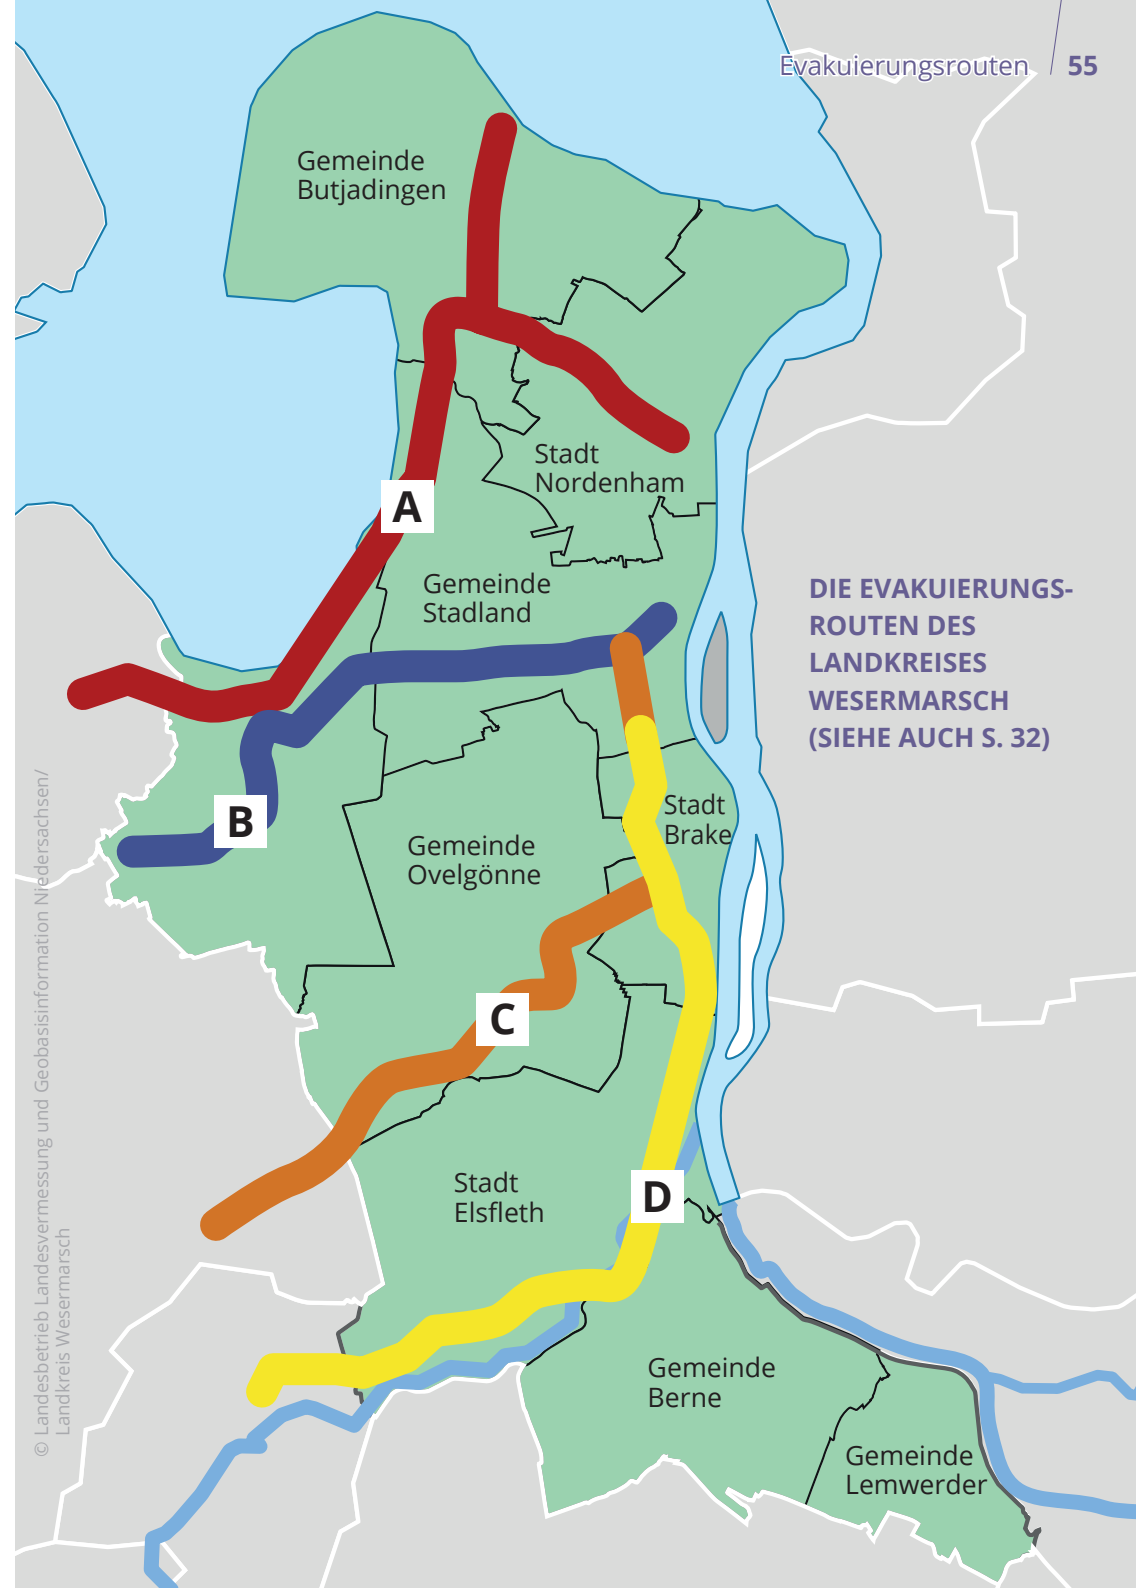 Evakuierungsrouten
55
Gemeinde
Butjadingen
Stadt
Nordenham
A
Gemeinde
Stadland
DIE EVAKUIERUNGS-
ROUTEN DES
LANDKREISES
WESERMARSCH
(SIEHE AUCH S. 32)
B
Stadt
Brake
Gemeinde
Ovelgönne
C
Stadt
Elsfleth
D
Gemeinde
Berne
Gemeinde
Lemwerder
© Landesbetrieb Landesvermessung und Geobasisinformation Niedersachsen/
Landkreis Wesermarsch